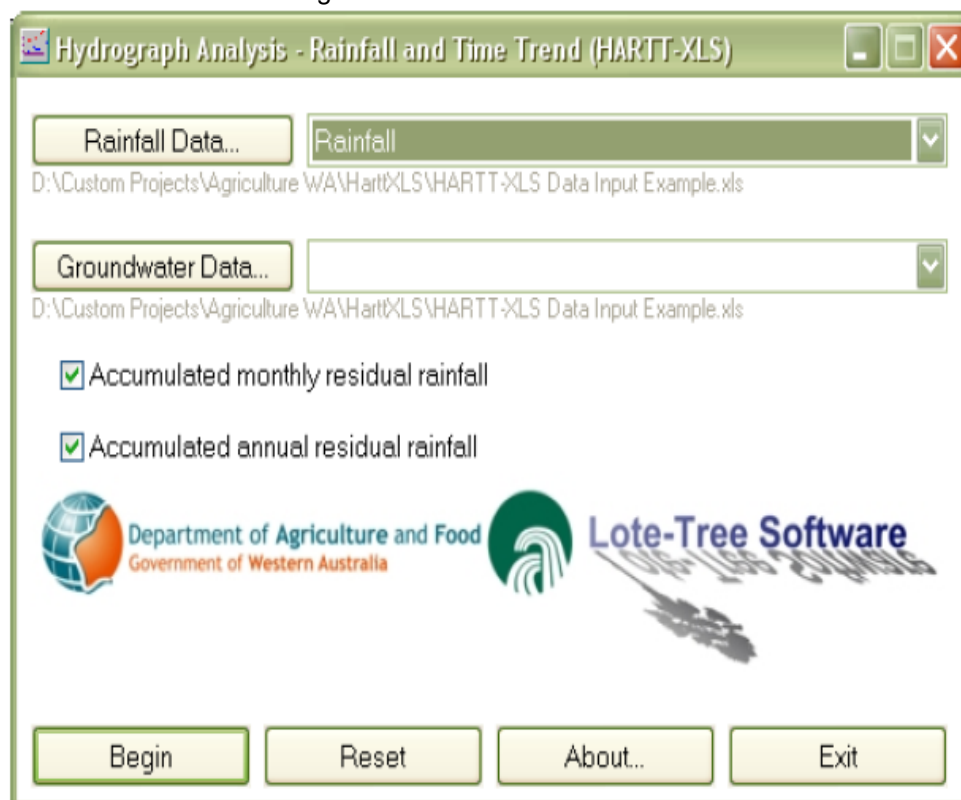 Hydrograph Analysis - Rainfall and Time Trend (HARTT-XLS)
Rainfall Data... Rainfall
D:\Custom Projects\Agriculture WA\HarttXLS\HARTT-XLS Data Input Example.xls
Groundwater Data...
D:\Custom Projects\Agriculture WA\HarttXLS\HARTT-XLS Data Input Example.xls
Accumulated monthly residual rainfall
Accumulated annual residual rainfall
Department of Agriculture and Food
Government of Western Australia
Lote-Tree Software
Begin Reset About... Exit